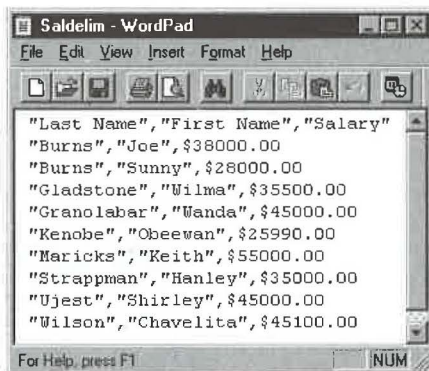 Saldelim - WordPad
File Edit View Insert Format Help
"Last Name","First Name","Salary"
"Burns","Joe",$38000.00
"Burns","Sunny",$28000.00
"Gladstone","Wilma",$35500.00
"Granolabar","Wanda",$45000.00
"Kenobe","Obeewan",$25990.00
"Maricks","Keith",$55000.00
"Strappman","Hanley",$35000.00
"Ujest","Shirley",$45000.00
"Wilson","Chavelita",$45100.00
For Help, press F1 NUM